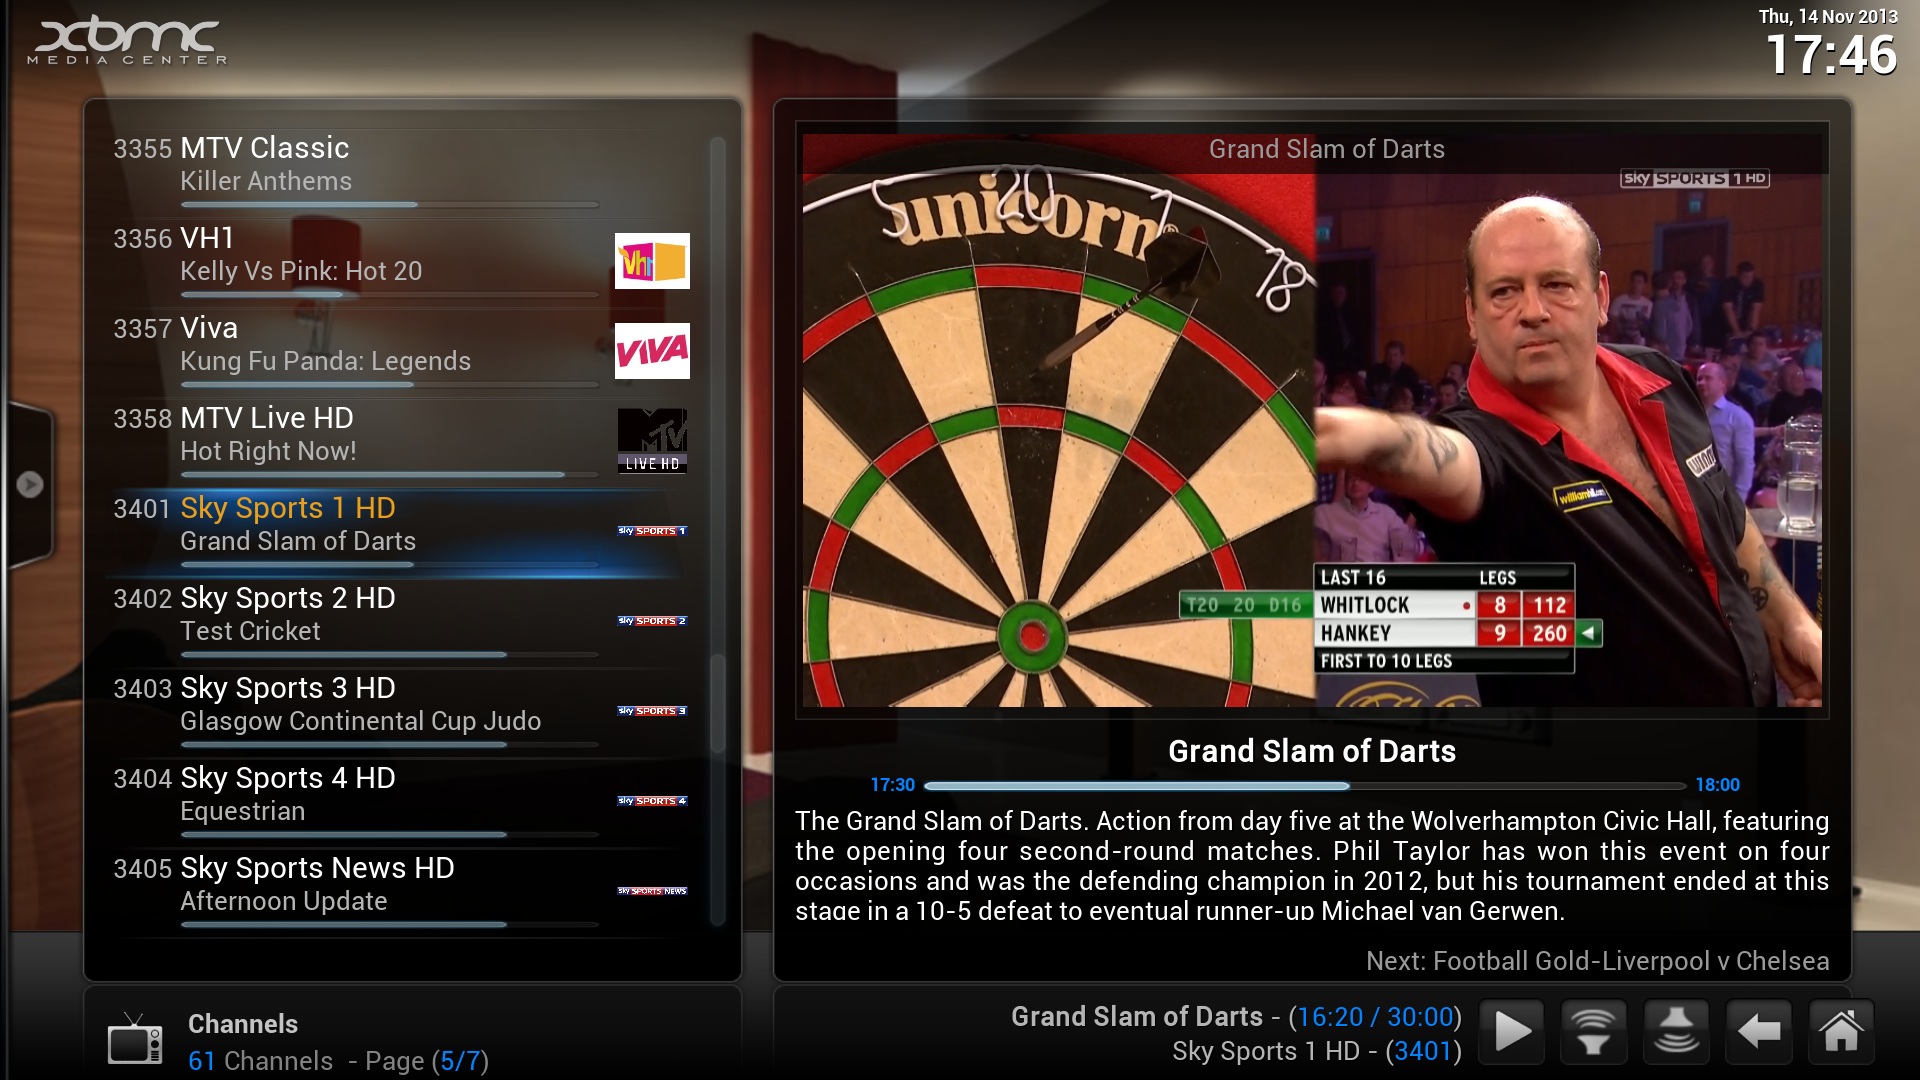 xbmc
MEDIA CENTER
Thu, 14 Nov 2013
17:46
3355 MTV Classic
Killer Anthems
3356 VH1
Kelly Vs Pink: Hot 20
Vh1
3357 Viva
Kung Fu Panda: Legends
VIVA
3358 MTV Live HD
Hot Right Now!
MTV
LIVE HD
3401 Sky Sports 1 HD
Grand Slam of Darts
sky SPORTS 1
3402 Sky Sports 2 HD
Test Cricket
sky SPORTS 2
3403 Sky Sports 3 HD
Glasgow Continental Cup Judo
sky SPORTS 3
3404 Sky Sports 4 HD
Equestrian
sky SPORTS 4
3405 Sky Sports News HD
Afternoon Update
sky SPORTS NEWS
Channels
61 Channels - Page (5/7)
Grand Slam of Darts
sky SPORTS 1 HD
5 20 1 18
unicorn®
williamhill.com
LAST 16 LEGS
T20 20 D16 WHITLOCK 8 112
HANKEY 9 260
FIRST TO 10 LEGS
Grand Slam of Darts
17:30 18:00
The Grand Slam of Darts. Action from day five at the Wolverhampton Civic Hall, featuring
the opening four second-round matches. Phil Taylor has won this event on four
occasions and was the defending champion in 2012, but his tournament ended at this
stage in a 10-5 defeat to eventual runner-up Michael van Gerwen.
Next: Football Gold-Liverpool v Chelsea
Grand Slam of Darts - (16:20 / 30:00)
Sky Sports 1 HD - (3401)